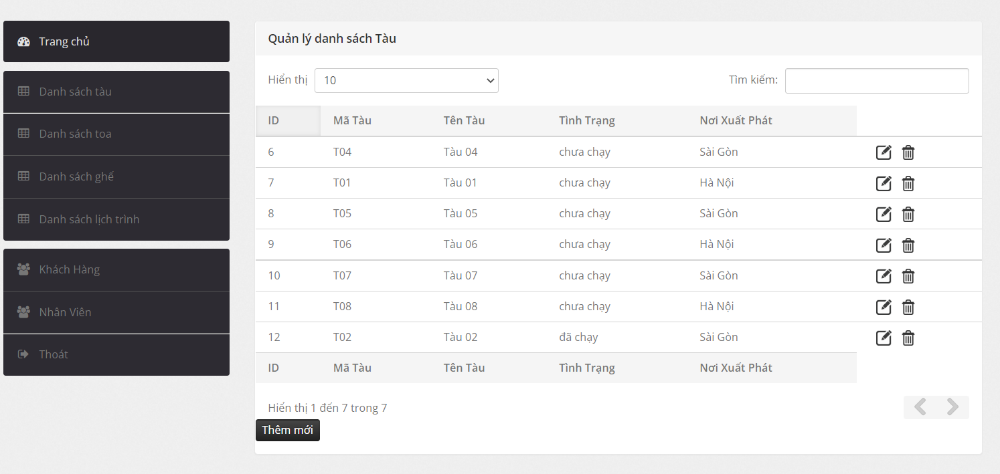 Trang chủ
Danh sách tàu
Danh sách toa
Danh sách ghế
Danh sách lịch trình
Khách Hàng
Nhân Viên
Thoát
Quản lý danh sách Tàu
Hiển thị 10 Tìm kiếm:
ID Mã Tàu Tên Tàu Tình Trạng Nơi Xuất Phát
6 T04 Tàu 04 chưa chạy Sài Gòn
7 T01 Tàu 01 chưa chạy Hà Nội
8 T05 Tàu 05 chưa chạy Sài Gòn
9 T06 Tàu 06 chưa chạy Hà Nội
10 T07 Tàu 07 chưa chạy Sài Gòn
11 T08 Tàu 08 chưa chạy Hà Nội
12 T02 Tàu 02 đã chạy Sài Gòn
ID Mã Tàu Tên Tàu Tình Trạng Nơi Xuất Phát
Hiển thị 1 đến 7 trong 7
Thêm mới